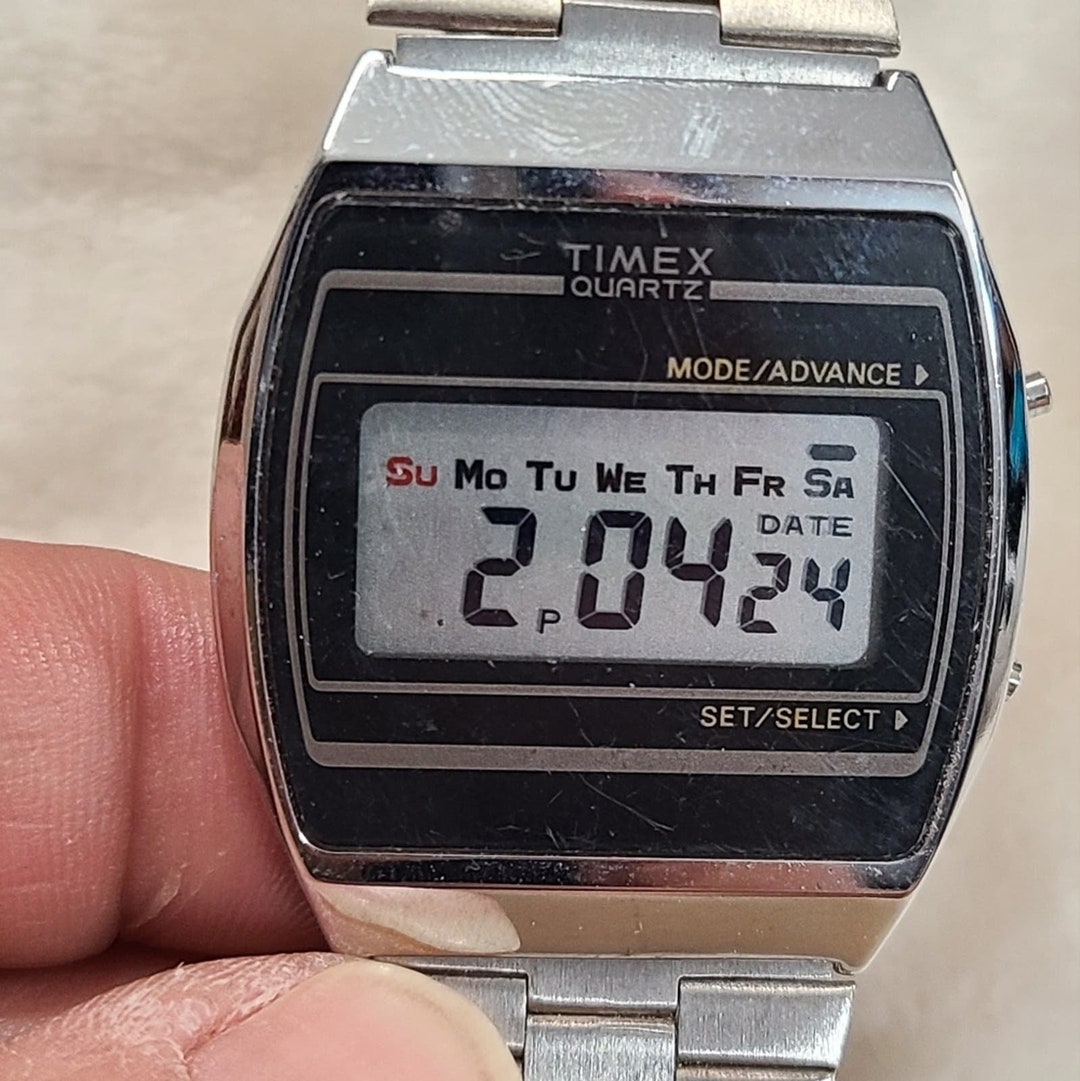 TIMEX
QUARTZ
MODE/ADVANCE
SU MO TU WE TH FR SA
DATE
2 P 04 24
SET/SELECT